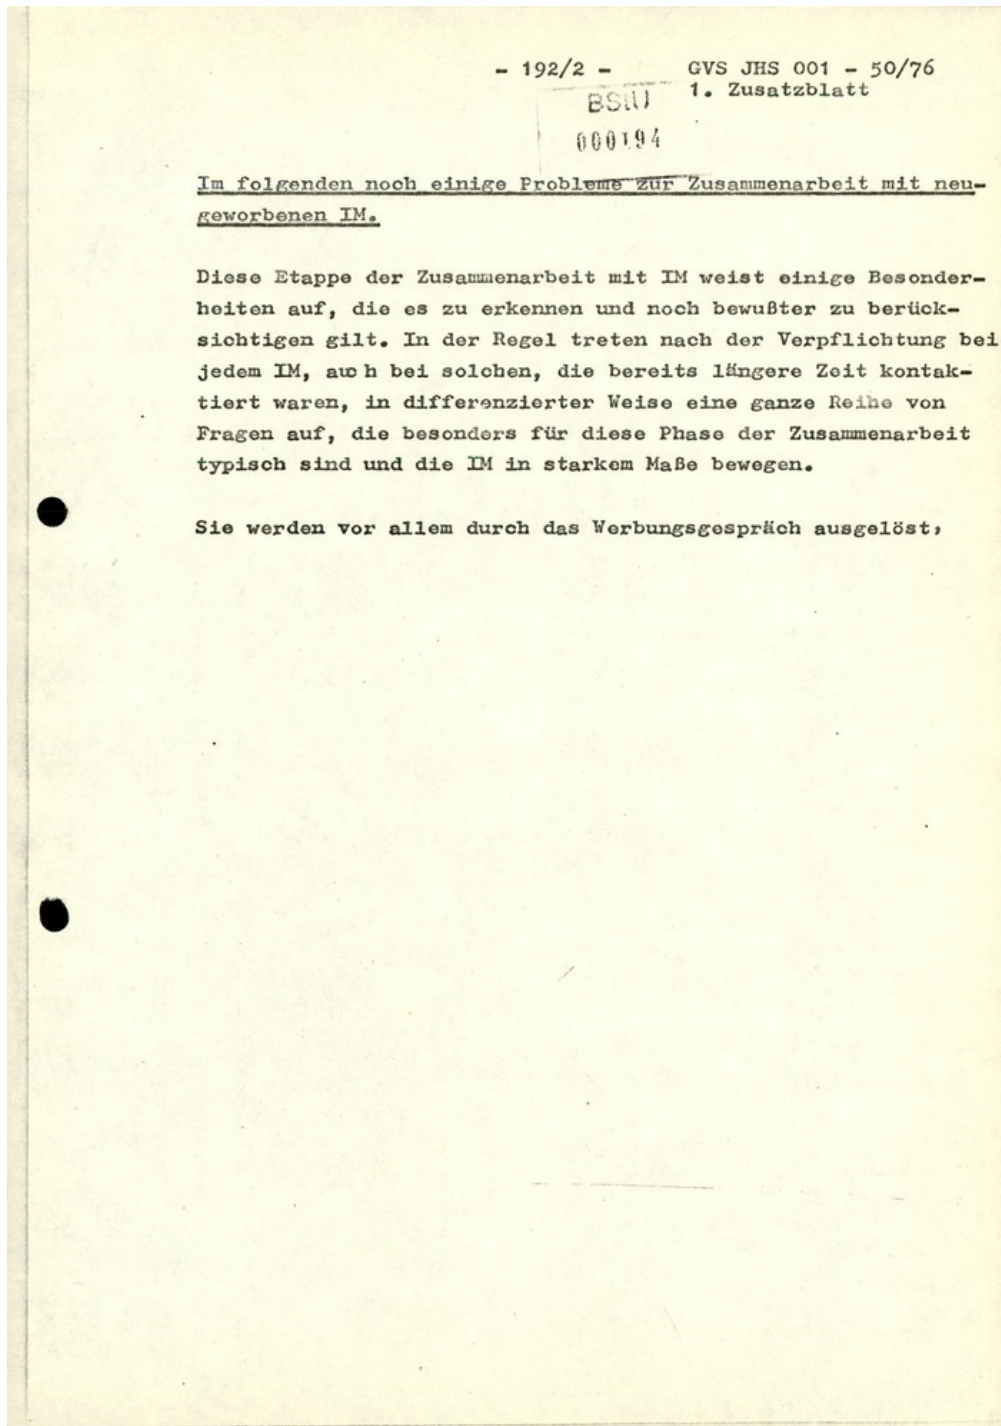 - 192/2 - GVS JHS 001 - 50/76
1. Zusatzblatt
BStU
000194
Im folgenden noch einige Probleme zur Zusammenarbeit mit neu-
geworbenen IM.
Diese Etappe der Zusammenarbeit mit IM weist einige Besonder-
heiten auf, die es zu erkennen und noch bewußter zu berück-
sichtigen gilt. In der Regel treten nach der Verpflichtung bei
jedem IM, auch bei solchen, die bereits längere Zeit kontak-
tiert waren, in differenzierter Weise eine ganze Reihe von
Fragen auf, die besonders für diese Phase der Zusammenarbeit
typisch sind und die IM in starkem Maße bewegen.
Sie werden vor allem durch das Werbungsgespräch ausgelöst,